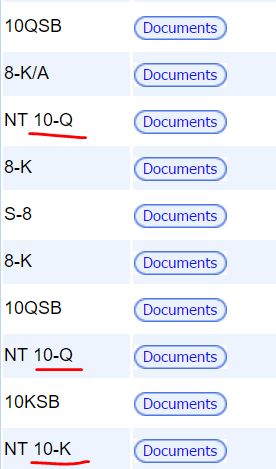 10QSB Documents
8-K/A Documents
NT 10-Q Documents
8-K Documents
S-8 Documents
8-K Documents
10QSB Documents
NT 10-Q Documents
10KSB Documents
NT 10-K Documents